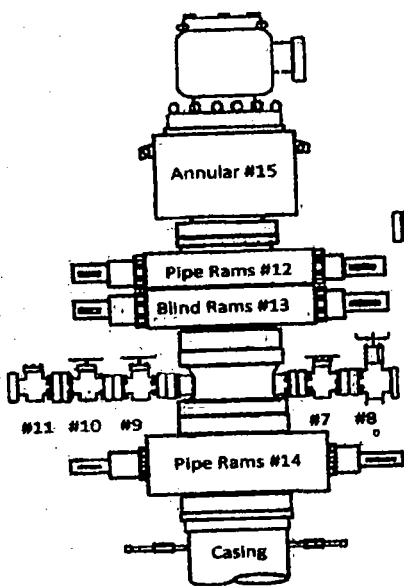 Annular #15
Pipe Rams #12
Blind Rams #13
#11 #10 #9 #7 #8
Pipe Rams #14
Casing